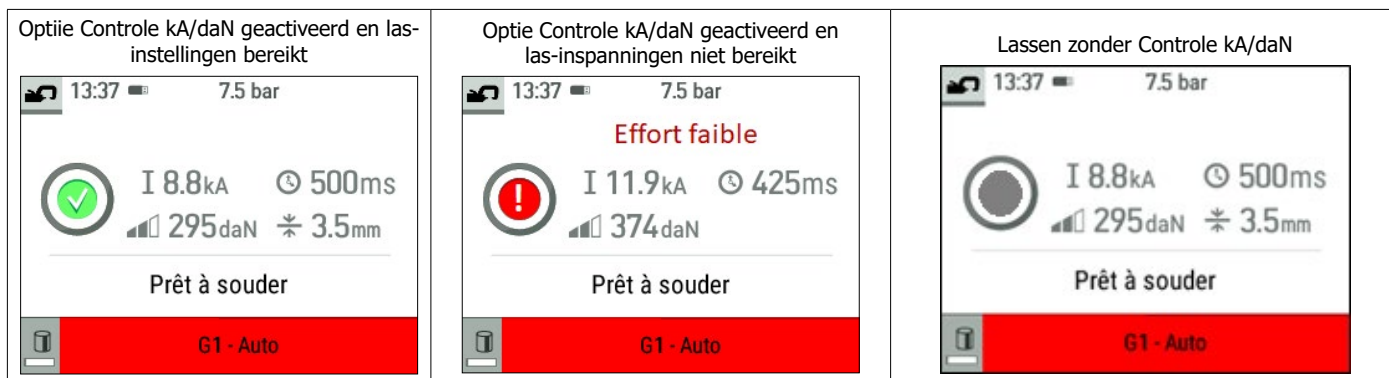 Optiie Controle kA/daN geactiveerd en las-
instellingen bereikt
13:37 7.5 bar
I 8.8kA 500ms
295daN 3.5mm
Prêt à souder
G1 - Auto
Optie Controle kA/daN geactiveerd en
las-inspanningen niet bereikt
13:37 7.5 bar
Effort faible
! I 11.9kA 425ms
374daN
Prêt à souder
G1 - Auto
Lassen zonder Controle kA/daN
13:37 7.5 bar
I 8.8kA 500ms
295daN 3.5mm
Prêt à souder
G1 - Auto